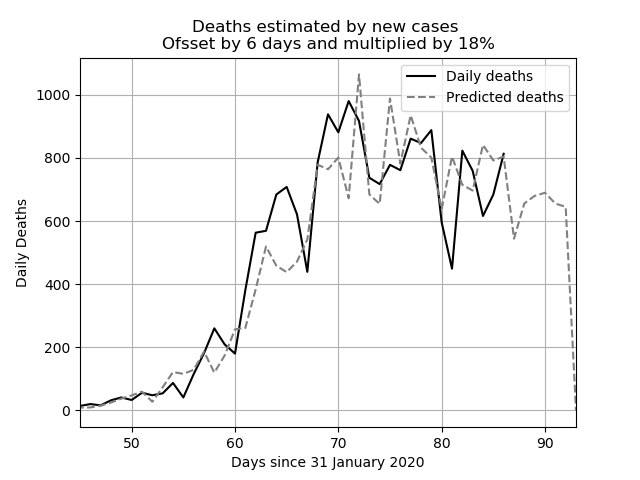 Deaths estimated by new cases
Ofsset by 6 days and multiplied by 18%
Daily deaths
Predicted deaths
Daily Deaths
1000
800
600
400
200
0
50 60 70 80 90
Days since 31 January 2020